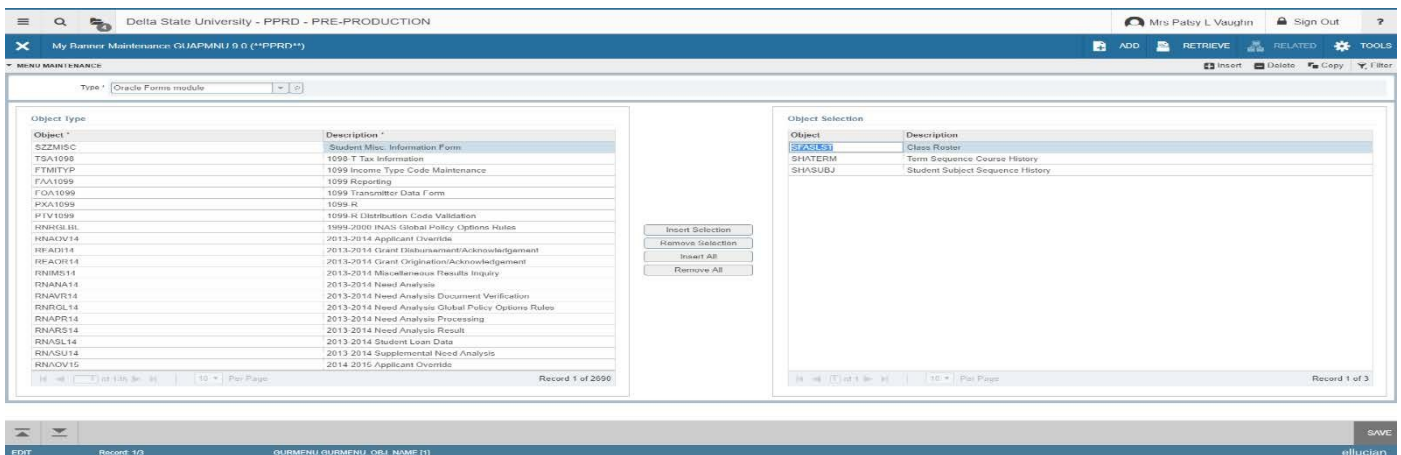 4
Delta State University - PPRD - PRE-PRODUCTION
Mrs Patsy L Vaughn
Sign Out
?
My Banner Maintenance GUAPMNU 9.0 (**PPRD**)
ADD RETRIEVE RELATED TOOLS
MENU MAINTENANCE
Insert Delete Copy Filter
Type * Oracle Forms module
Object Type
Object Selection
Object * Description *
Object Description
SZZMISC Student Misc. Information Form
SFASLST Class Roster
TSA1098 1098-T Tax Information
SHATERM Term Sequence Course History
FTMITYP 1099 Income Type Code Maintenance
SHASUBJ Student Subject Sequence History
FAA1099 1099 Reporting
FOA1099 1099 Transmitter Data Form
PXA1099 1099-R
PTV1099 1099-R Distribution Code Validation
RNRGLBL 1999-2000 INAS Global Policy Options Rules
Insert Selection
RNAOV14 2013-2014 Applicant Override
Remove Selection
READI14 2013-2014 Grant Disbursement/Acknowledgement
REAOR14 2013-2014 Grant Origination/Acknowledgement
Insert All
RNIMS14 2013-2014 Miscellaneous Results Inquiry
Remove All
RNANA14 2013-2014 Need Analysis
RNAVR14 2013-2014 Need Analysis Document Verification
RNRGL14 2013-2014 Need Analysis Global Policy Options Rules
RNAPR14 2013-2014 Need Analysis Processing
RNARS14 2013-2014 Need Analysis Result
RNASL14 2013-2014 Student Loan Data
RNASU14 2013-2014 Supplemental Need Analysis
RNAOV15 2014-2015 Applicant Override
1 of 10 Per Page Record 1 of 2690
1 of 1 10 Per Page Record 1 of 3
SAVE
EDIT Record: 1/3 GURMENU.GURMENU_OBJ_NAME [1] ellucian